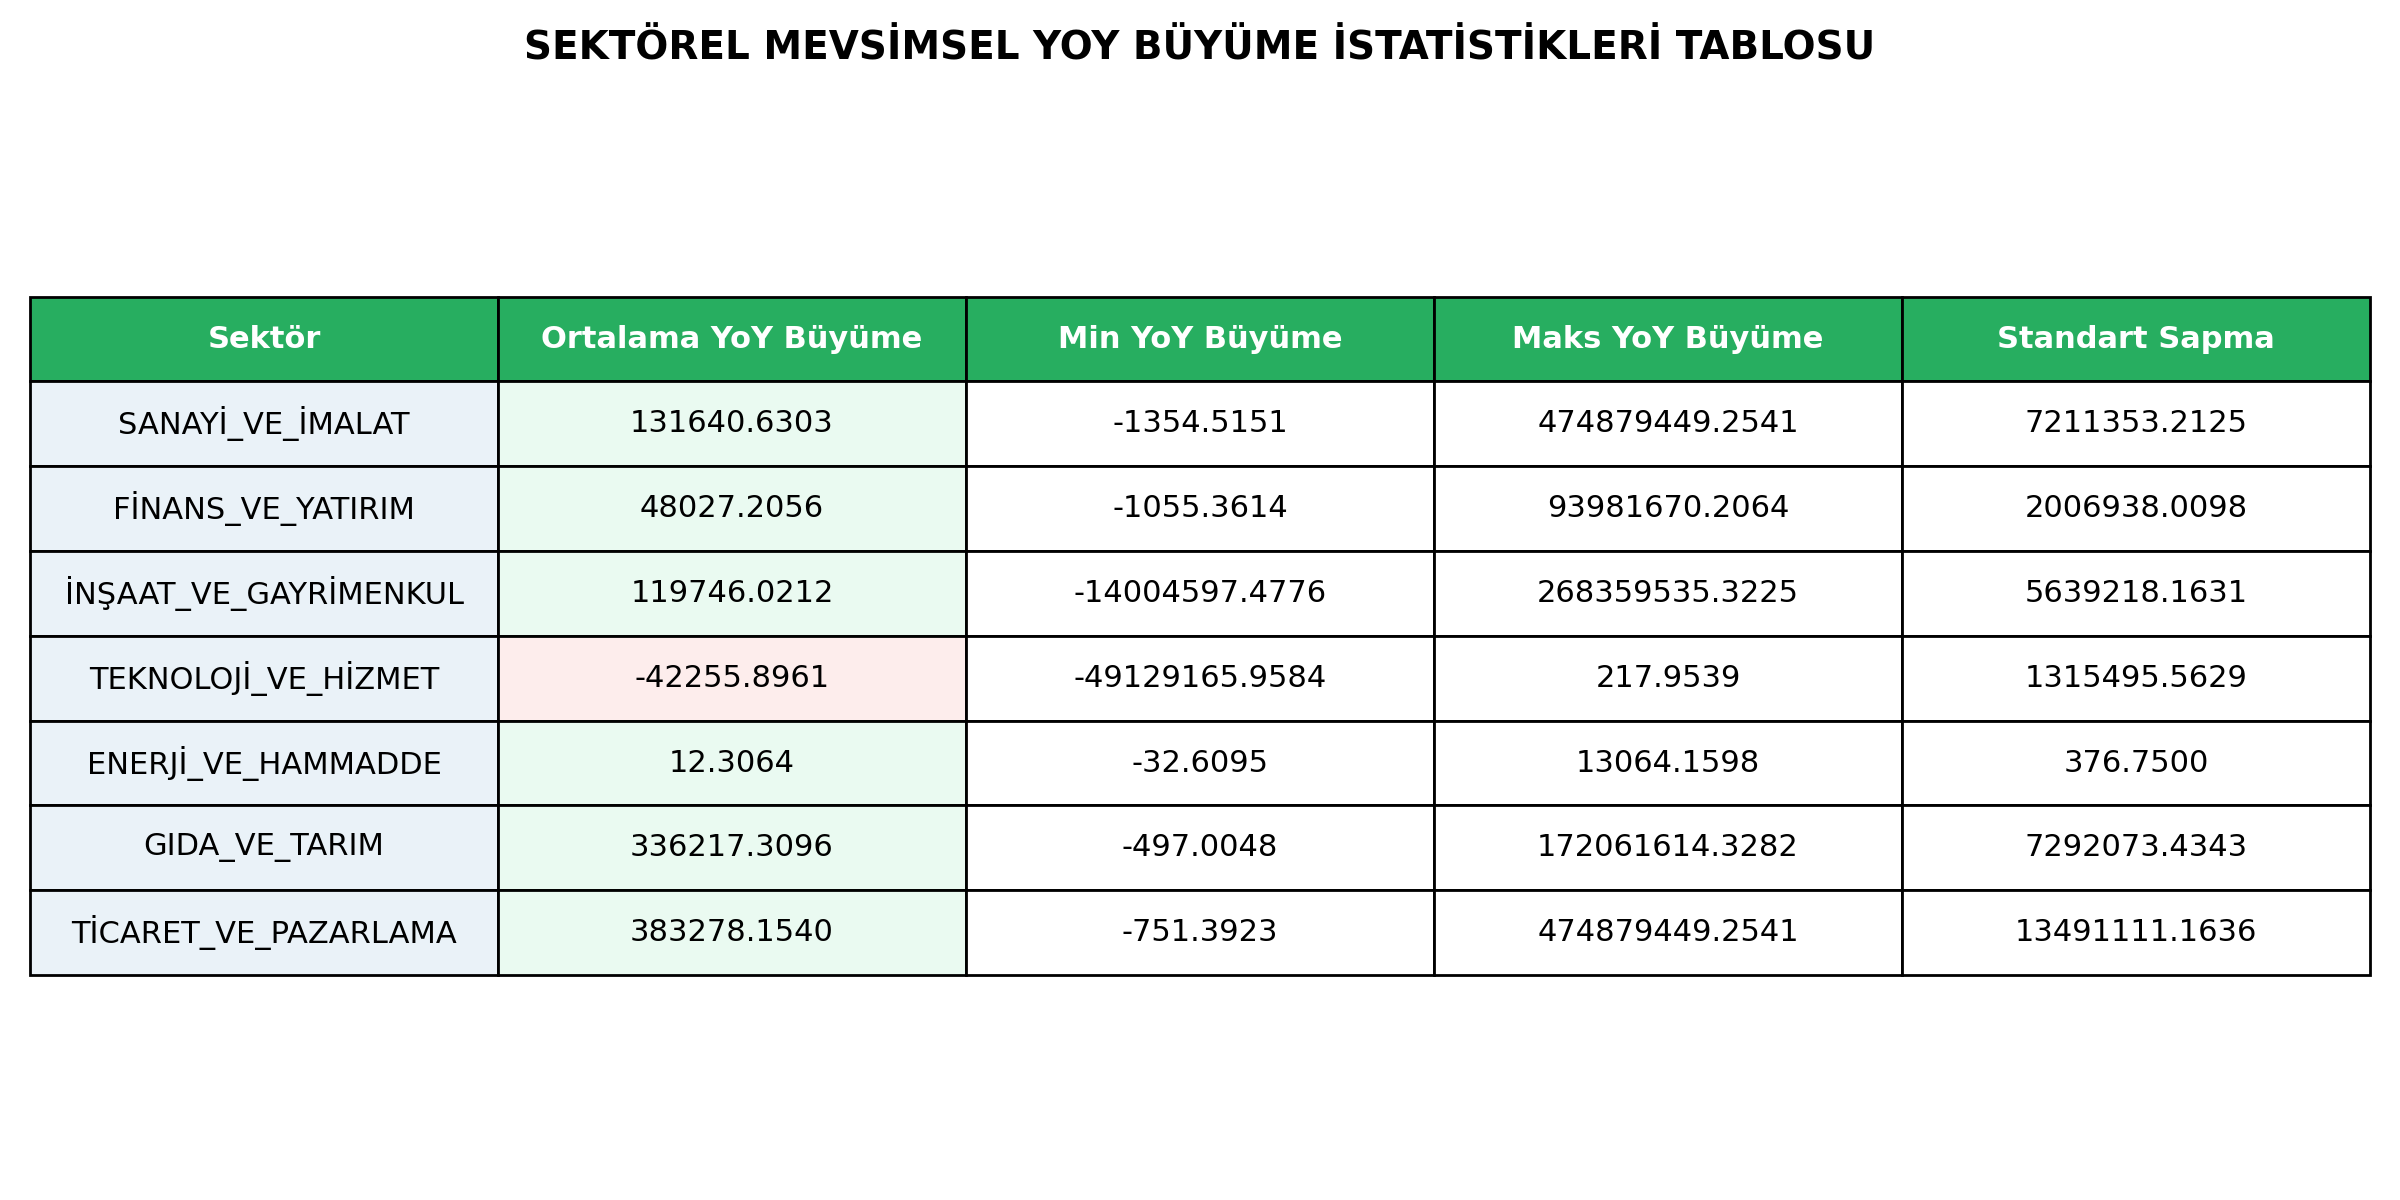 SEKTÖREL MEVSİMSEL YOY BÜYÜME İSTATİSTİKLERİ TABLOSU
Sektör Ortalama YoY Büyüme Min YoY Büyüme Maks YoY Büyüme Standart Sapma
SANAYİ_VE_İMALAT 131640.6303 -1354.5151 474879449.2541 7211353.2125
FİNANS_VE_YATIRIM 48027.2056 -1055.3614 93981670.2064 2006938.0098
İNŞAAT_VE_GAYRİMENKUL 119746.0212 -14004597.4776 268359535.3225 5639218.1631
TEKNOLOJİ_VE_HİZMET -42255.8961 -49129165.9584 217.9539 1315495.5629
ENERJİ_VE_HAMMADDE 12.3064 -32.6095 13064.1598 376.7500
GIDA_VE_TARIM 336217.3096 -497.0048 172061614.3282 7292073.4343
TİCARET_VE_PAZARLAMA 383278.1540 -751.3923 474879449.2541 13491111.1636